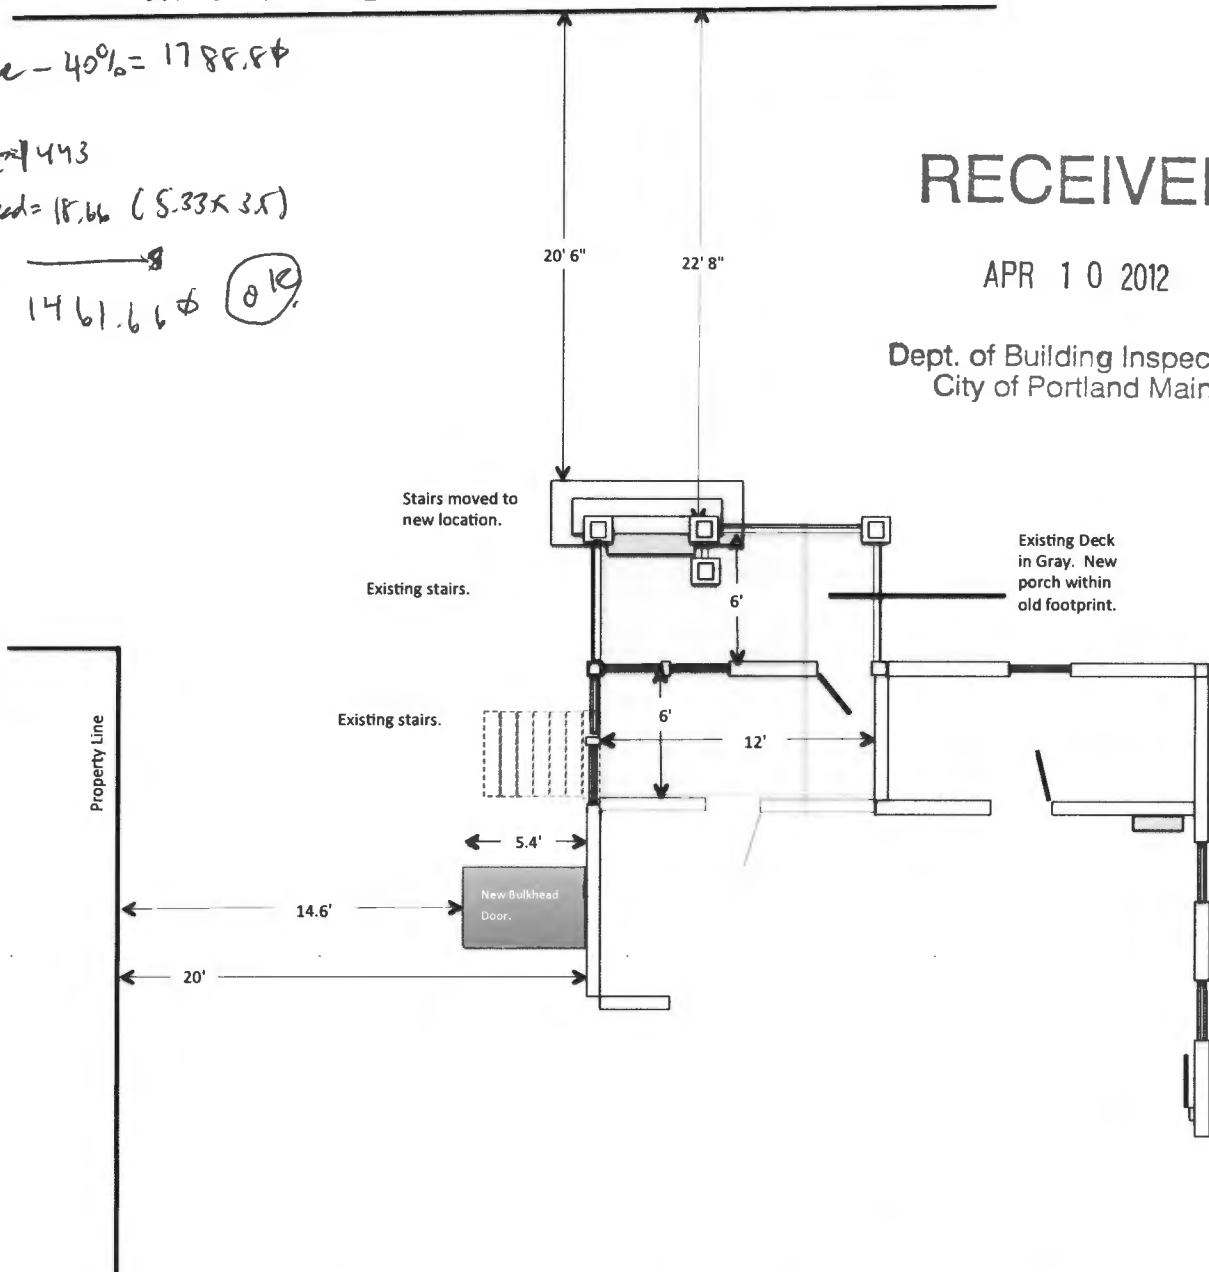 - 40% = 1788.8
1443
= 18.66 (5.33 x 3.5)
1461.66
OK
RECEIVE
APR 10 2012
Dept. of Building Inspec
City of Portland Main
20' 6"
22' 8"
Stairs moved to
new location.
Existing stairs.
Existing Deck
in Gray. New
porch within
old footprint.
6'
Existing stairs.
6'
12'
Property Line
5.4'
New Bulkhead
Door.
14.6'
20'